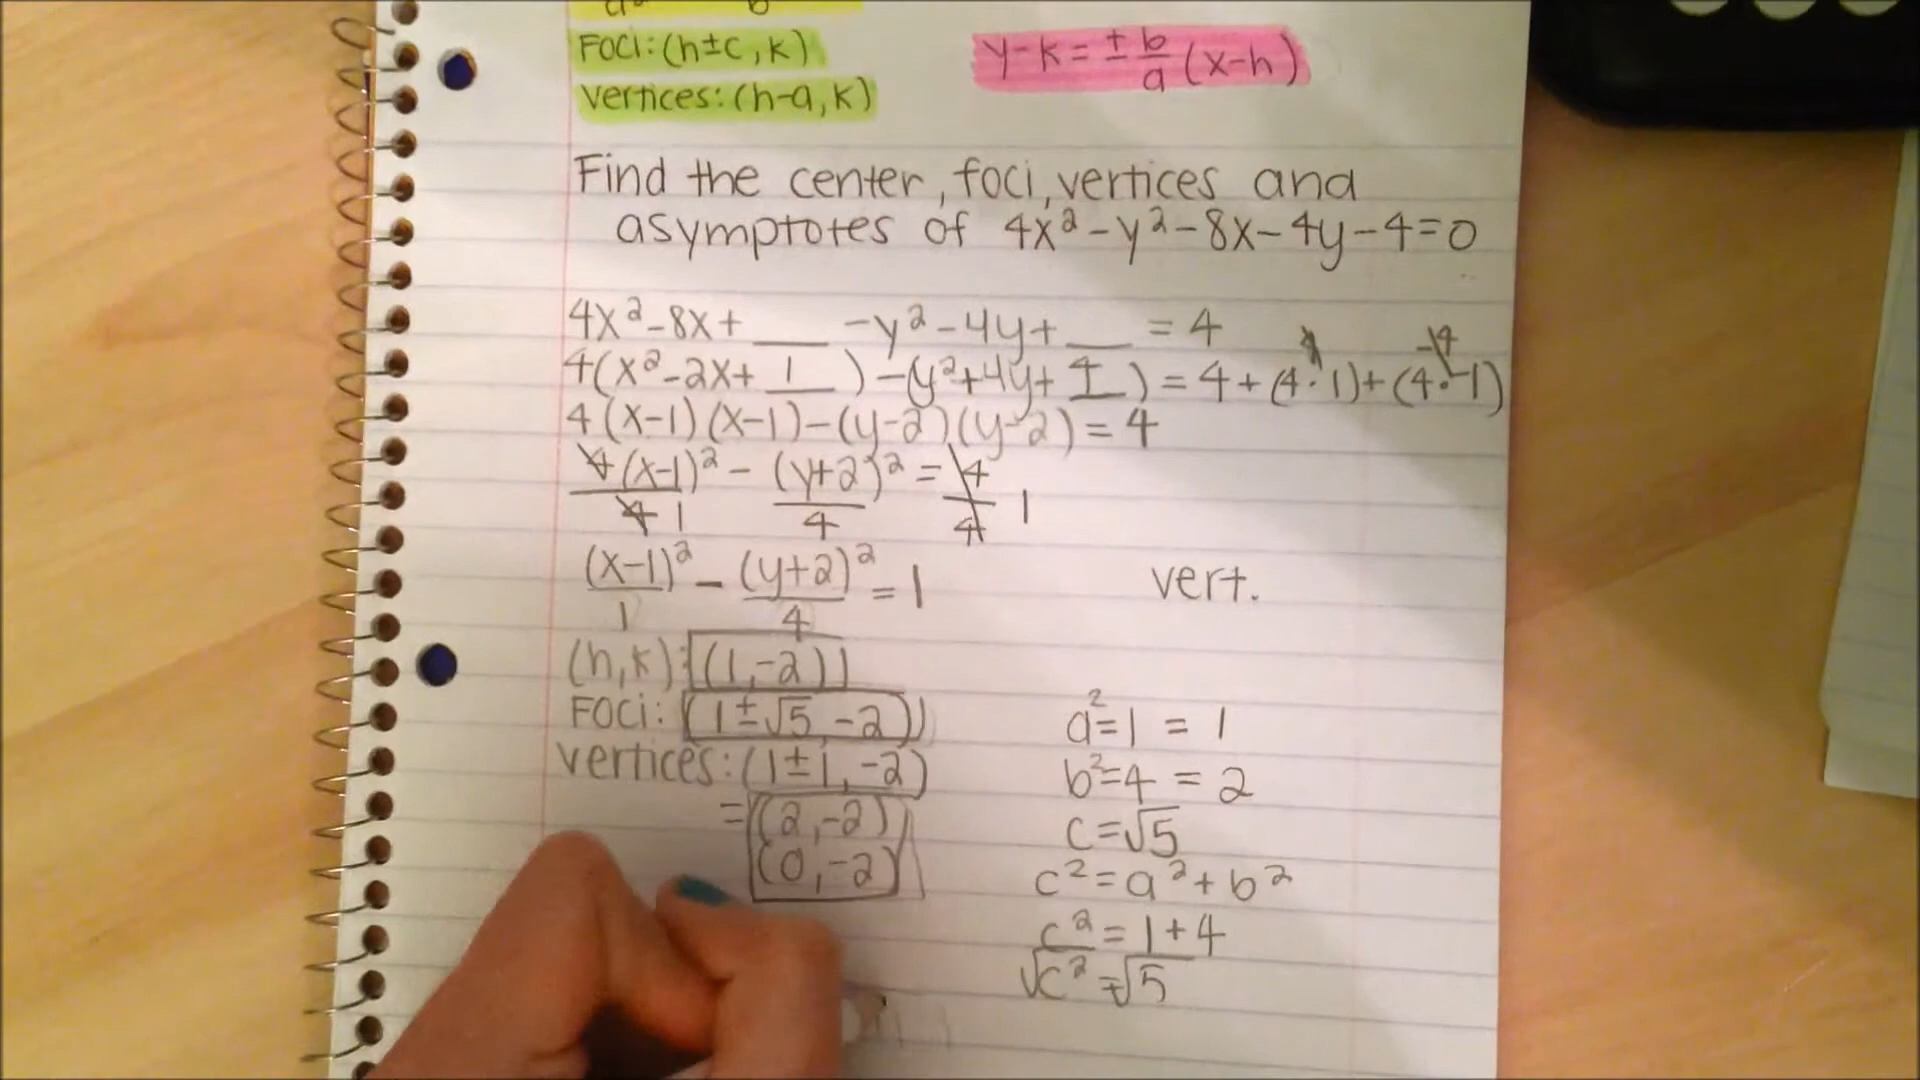 Foci: (h±c, k)
y-k = ± b/a (x-h)
vertices: (h-a, k)
Find the center, foci, vertices and
asymptotes of 4x²-y²-8x-4y-4=0
4x²-8x+ ___ -y²-4y+ ___ = 4
4(x²-2x+ 1 ) -(y²+4y+ 4 ) = 4 + (4·1) + (4·-1)
4(x-1)(x-1)-(y-2)(y-2) = 4
4(x-1)²/4 1 - (y+2)²/4 = 4/4 1
(x-1)²/1 - (y+2)²/4 = 1
vert.
(h,k): (1,-2)
Foci: (1±√5, -2)
vertices: (1±1, -2)
= (2,-2)
(0,-2)
a²=1 = 1
b²=4 = 2
c=√5
c²=a²+b²
c²=1+4
√c²=√5